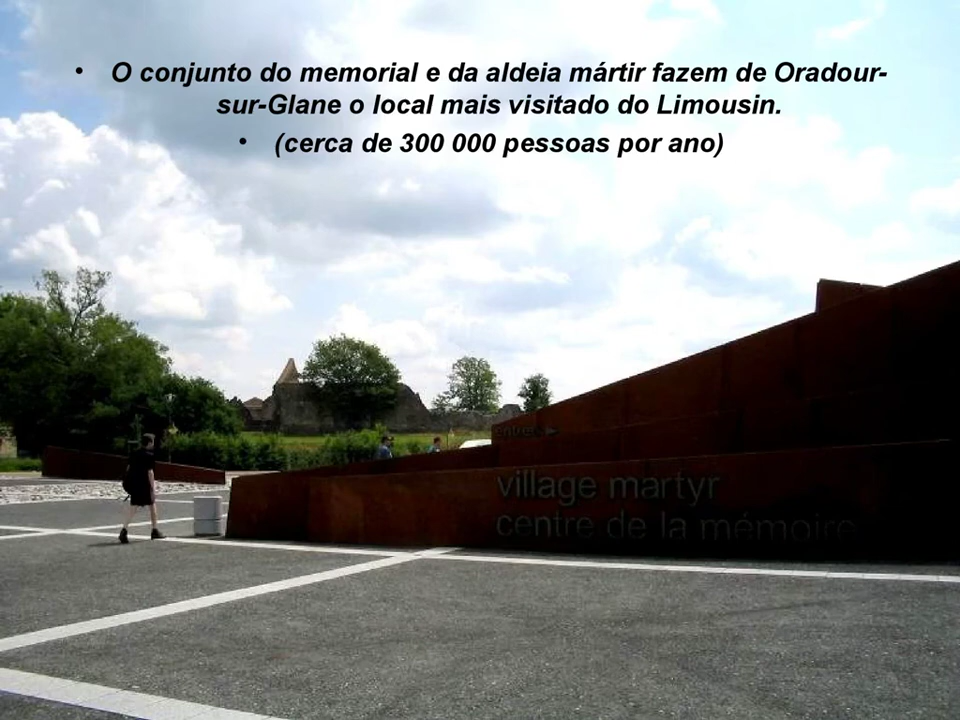 • O conjunto do memorial e da aldeia mártir fazem de Oradour-
sur-Glane o local mais visitado do Limousin.
• (cerca de 300 000 pessoas por ano)
entrée
village martyr
centre de la mémoire